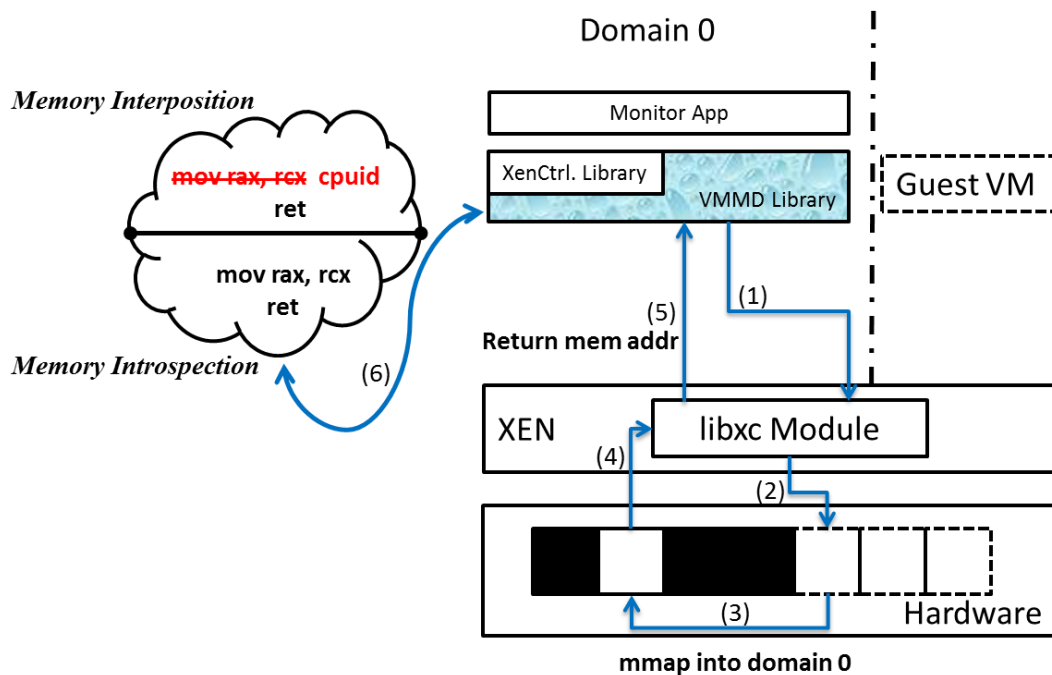 Domain 0
Memory Interposition
Monitor App
mov rax, rcx cpuid
ret
XenCtrl. Library
VMMD Library
Guest VM
mov rax, rcx
ret
(1)
(5)
Return mem addr
Memory Introspection
(6)
XEN
libxc Module
(4)
(2)
(3)
Hardware
mmap into domain 0